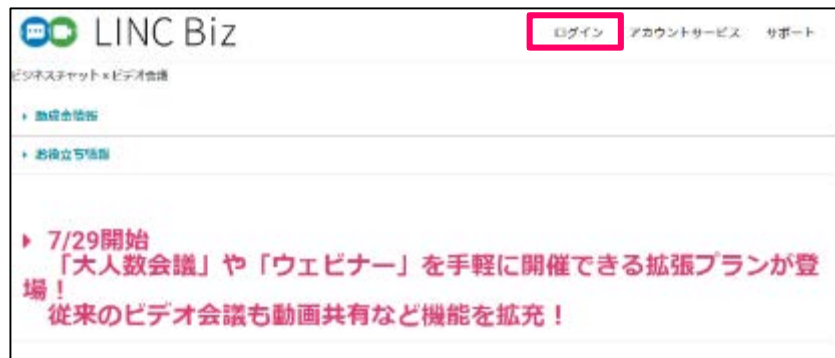 LINC Biz
ログイン アカウントサービス サポート
ビジネスチャット×ビデオ会議
助成金情報
お役立ち情報
7/29開始
「大人数会議」や「ウェビナー」を手軽に開催できる拡張プランが登
場！
従来のビデオ会議も動画共有など機能を拡充！